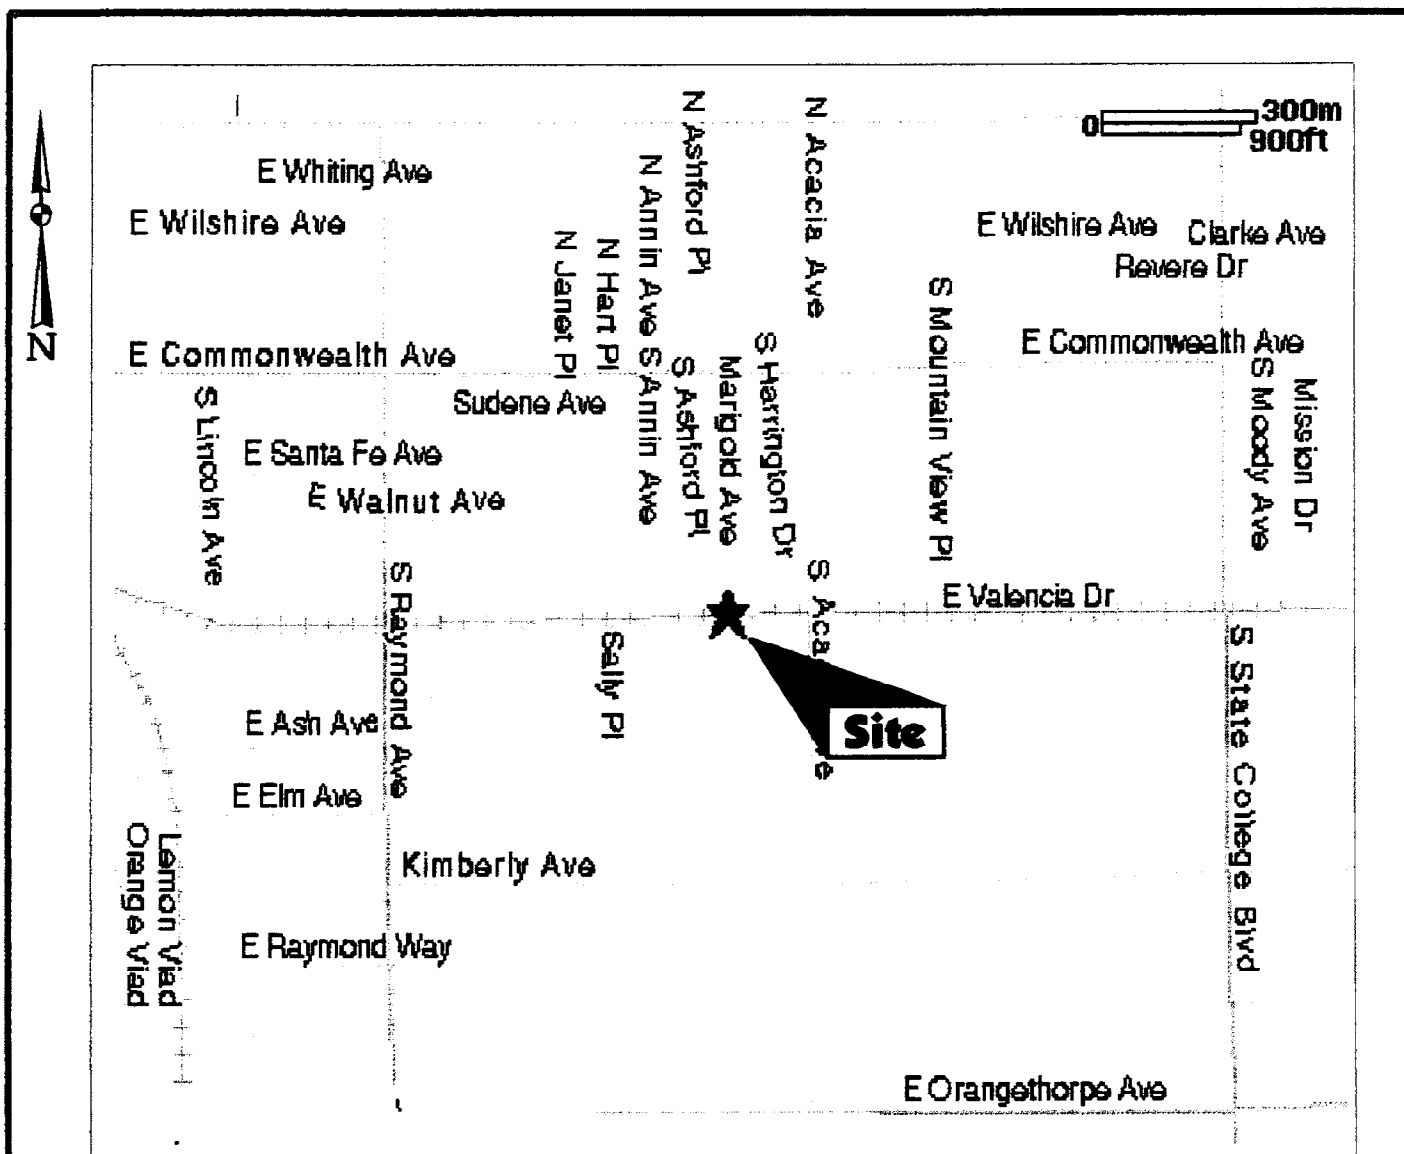 300m
0
900ft
N Ashford Pl
N Acacia Ave
E Whiting Ave
N Annin Ave
E Wilshire Ave
E Wilshire Ave
Clarke Ave
N Janet Pl
N Hart Pl
Revere Dr
S Mountain View Pl
N
E Commonwealth Ave
E Commonwealth Ave
S Annin Ave
S Ashford Pl
Marigold Ave
S Harrington Dr
S Moody Ave
Mission Dr
S Lincoln Ave
Sudene Ave
E Santa Fe Ave
E Walnut Ave
S Raymond Ave
S Aca
e
E Valencia Dr
Sally Pl
S State College Blvd
E Ash Ave
Site
E Elm Ave
Orange Viad
Lemon Viad
Kimberly Ave
E Raymond Way
E Orangethorpe Ave